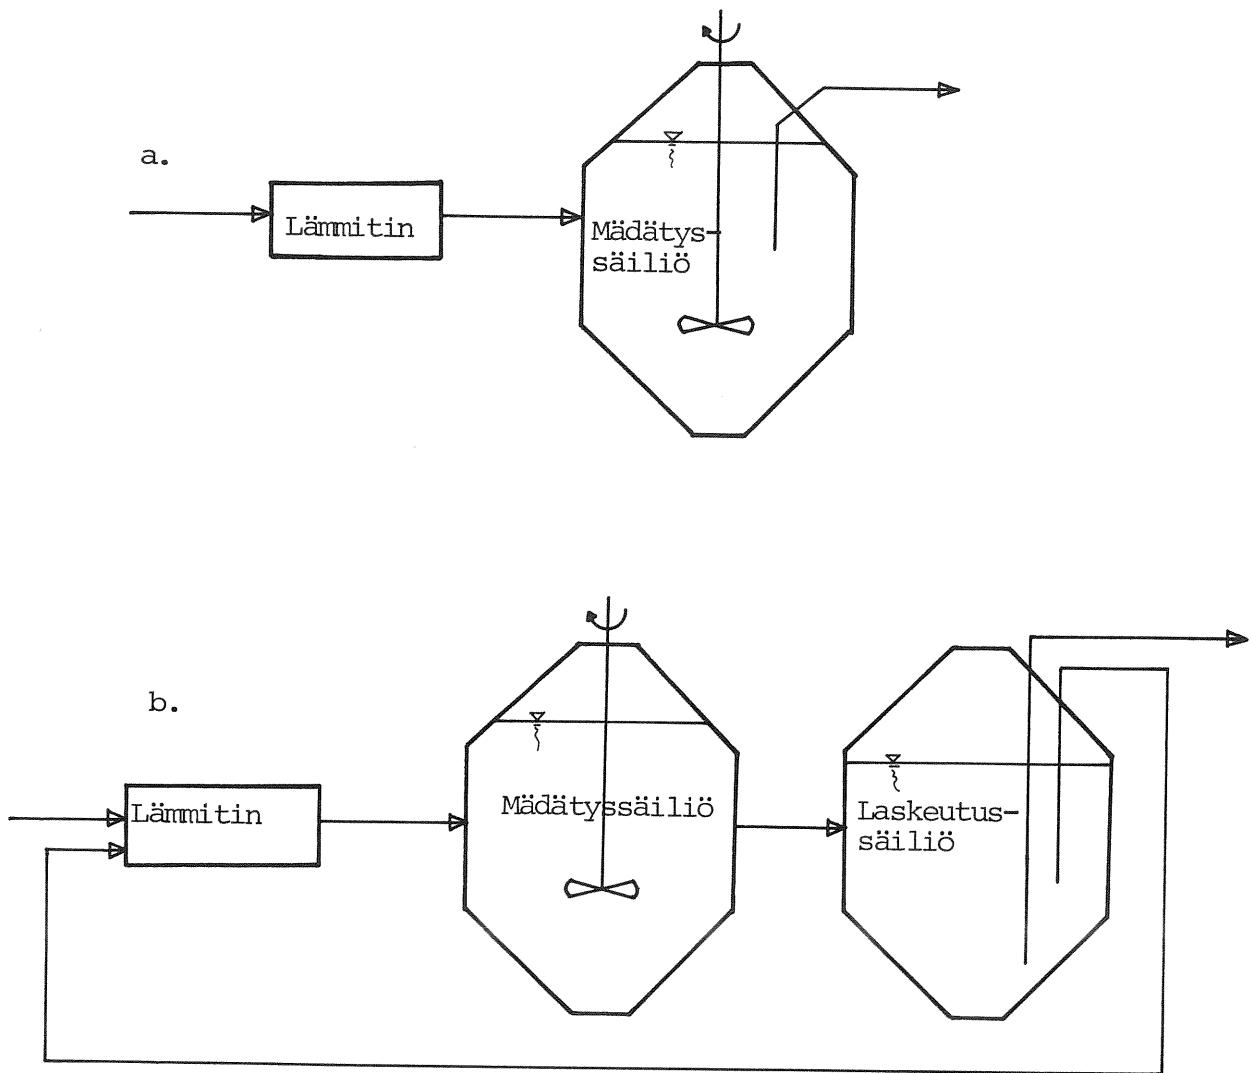 a.
Lämmitin
Mädätys-
säiliö
b.
Lämmitin
Mädätyssäiliö
Laskeutus-
säiliö